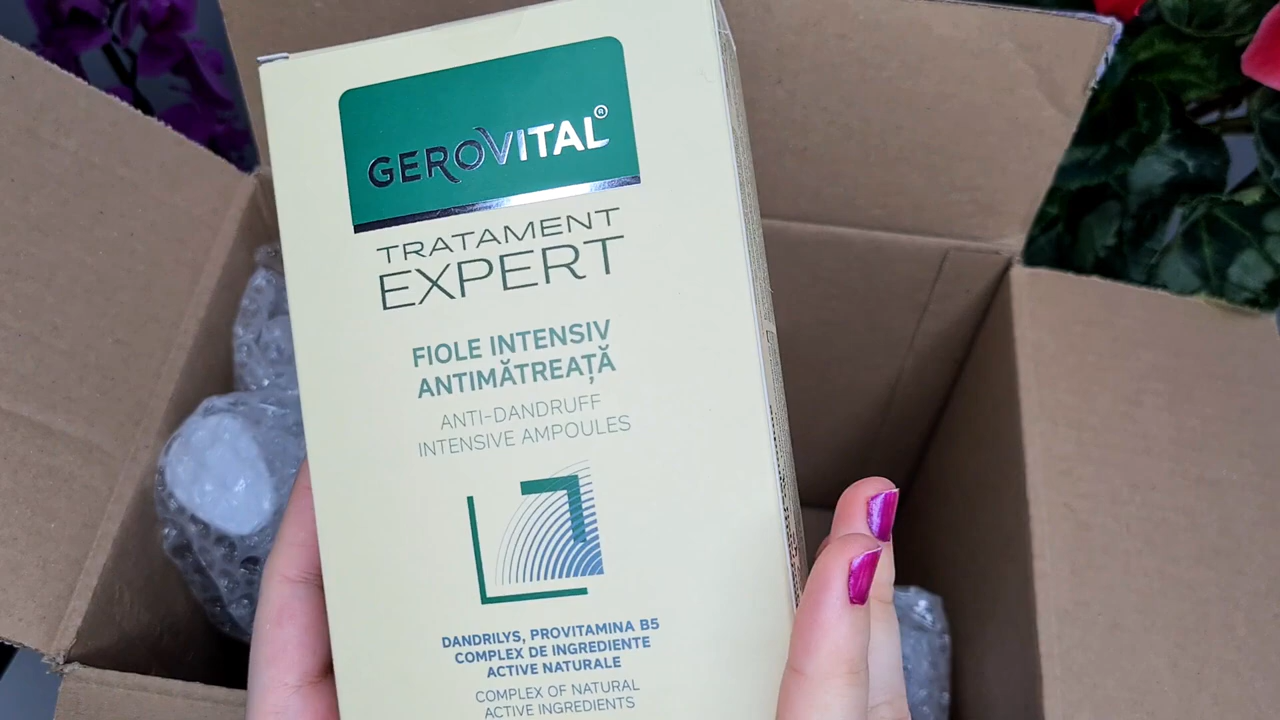 GEROVITAL®
TRATAMENT
EXPERT
FIOLE INTENSIV
ANTIMĂTREAȚĂ
ANTI-DANDRUFF
INTENSIVE AMPOULES
DANDRILYS, PROVITAMINA B5
COMPLEX DE INGREDIENTE
ACTIVE NATURALE
COMPLEX OF NATURAL
ACTIVE INGREDIENTS